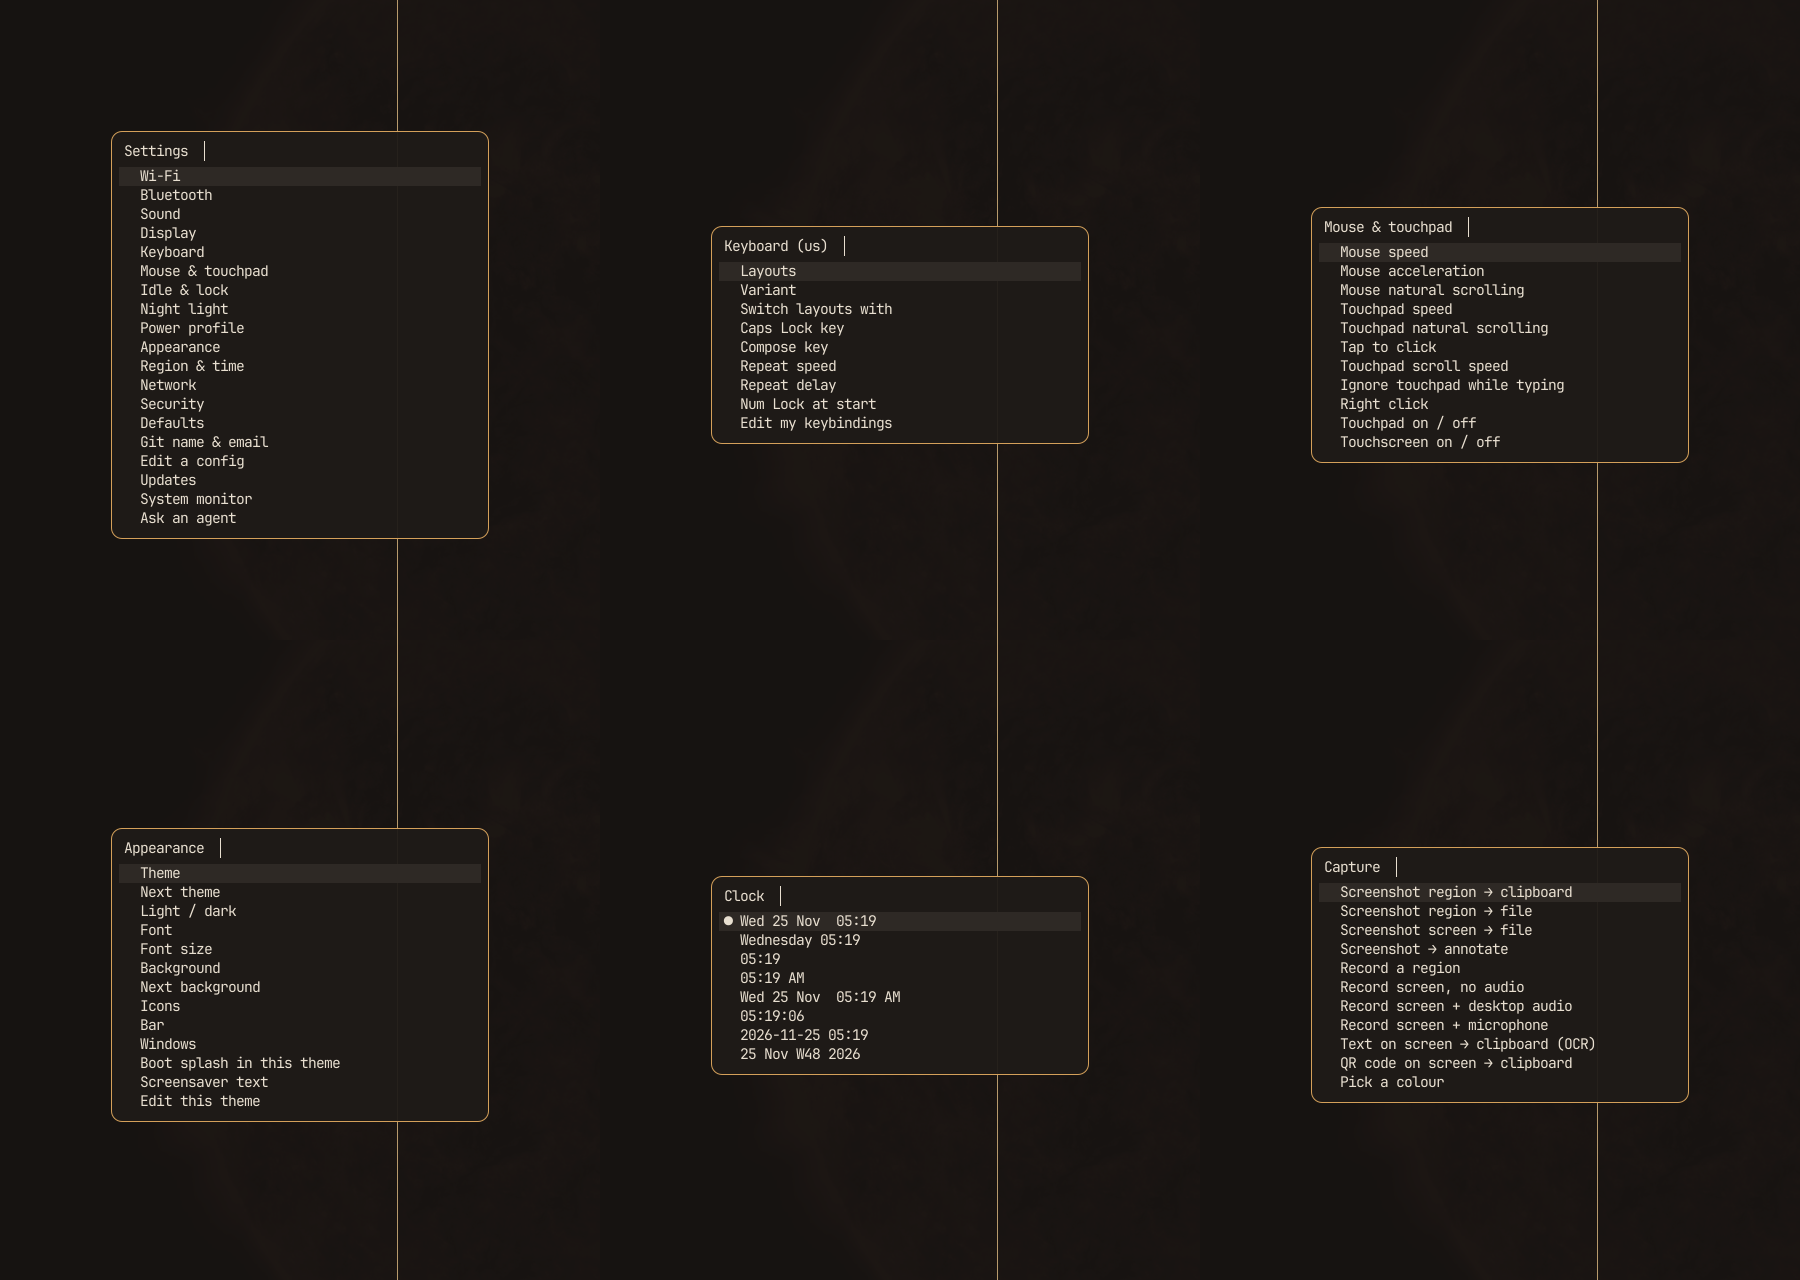 Settings
Wi-Fi
Bluetooth
Sound
Display
Keyboard
Mouse & touchpad
Idle & lock
Night light
Power profile
Appearance
Region & time
Network
Security
Defaults
Git name & email
Edit a config
Updates
System monitor
Ask an agent
Keyboard (us)
Layouts
Variant
Switch layouts with
Caps Lock key
Compose key
Repeat speed
Repeat delay
Num Lock at start
Edit my keybindings
Mouse & touchpad
Mouse speed
Mouse acceleration
Mouse natural scrolling
Touchpad speed
Touchpad natural scrolling
Tap to click
Touchpad scroll speed
Ignore touchpad while typing
Right click
Touchpad on / off
Touchscreen on / off
Appearance
Theme
Next theme
Light / dark
Font
Font size
Background
Next background
Icons
Bar
Windows
Boot splash in this theme
Screensaver text
Edit this theme
Clock
Wed 25 Nov  05:19
Wednesday 05:19
05:19
05:19 AM
Wed 25 Nov  05:19 AM
05:19:06
2026-11-25 05:19
25 Nov W48 2026
Capture
Screenshot region → clipboard
Screenshot region → file
Screenshot screen → file
Screenshot → annotate
Record a region
Record screen, no audio
Record screen + desktop audio
Record screen + microphone
Text on screen → clipboard (OCR)
QR code on screen → clipboard
Pick a colour